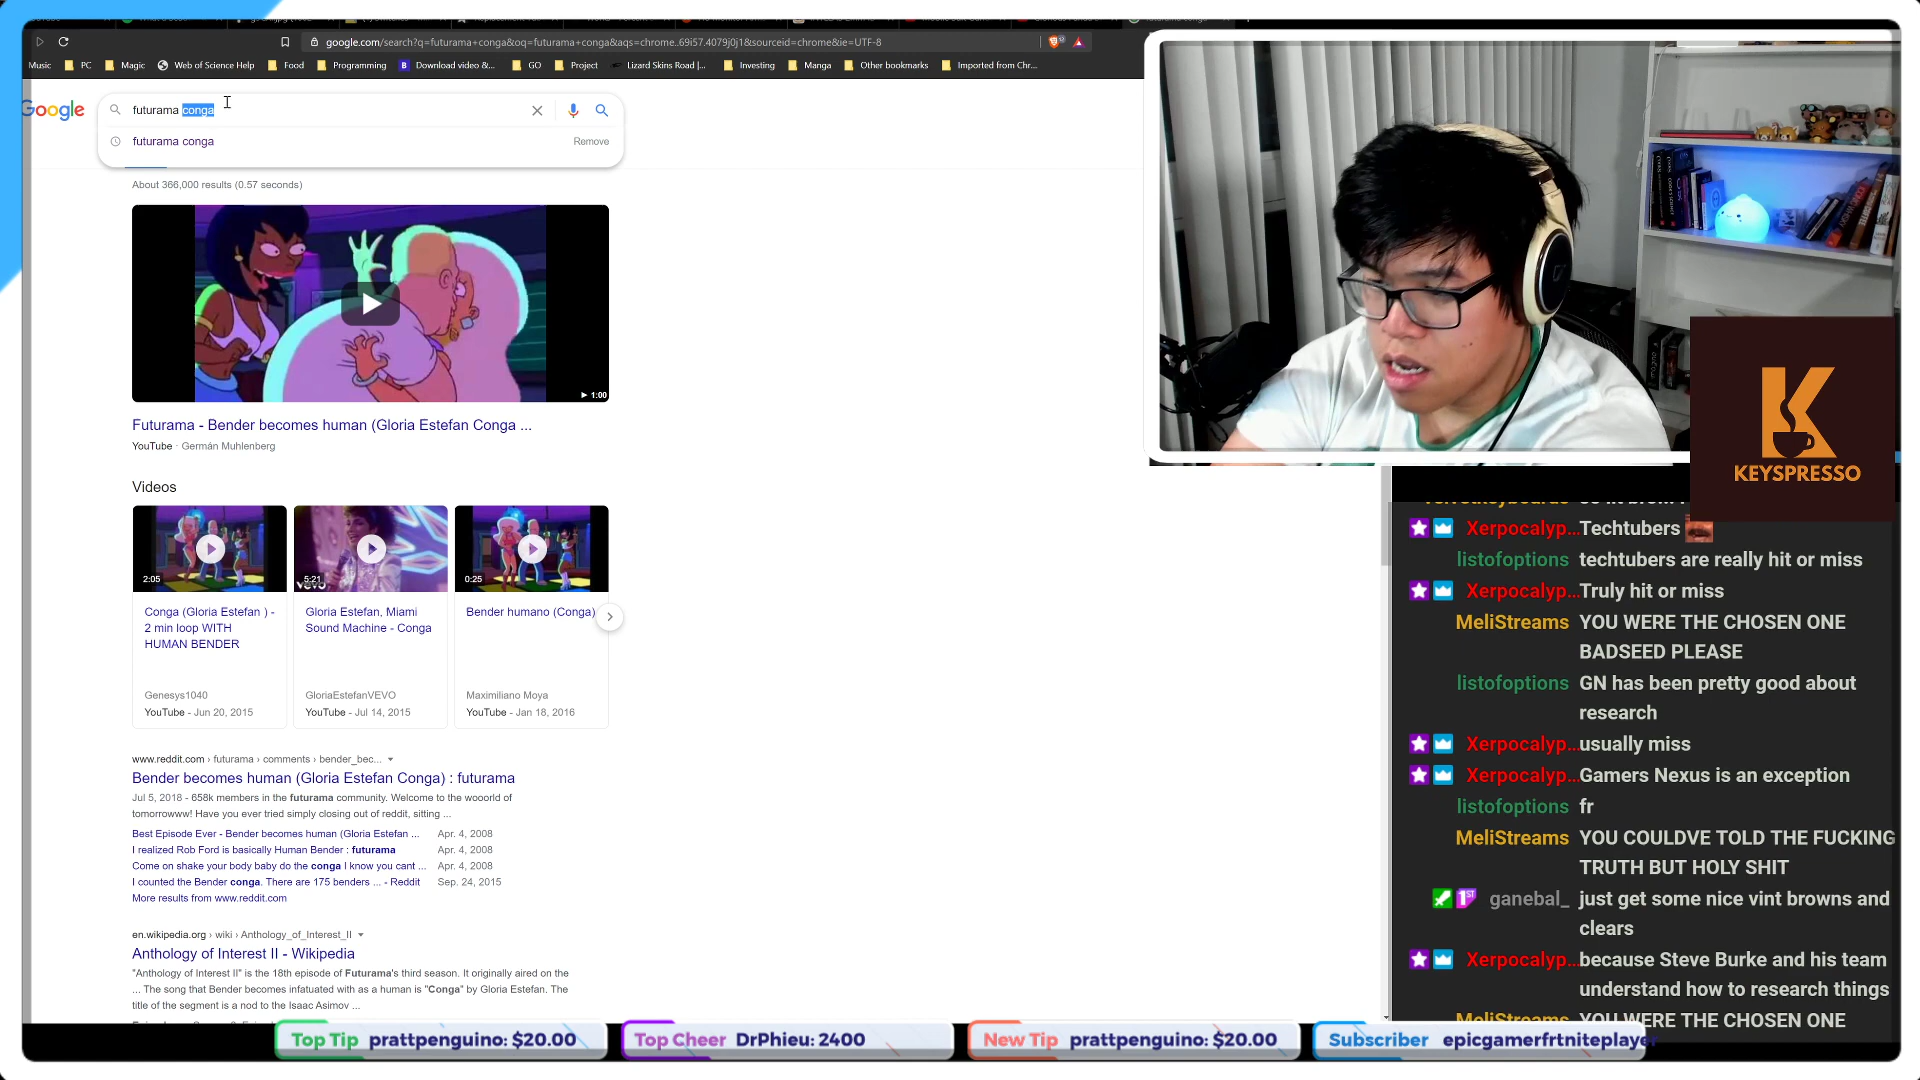 google.com/search?q=futurama+conga&oq=futurama+conga&aqs=chrome..69i57.4079j0j1&sourceid=chrome&ie=UTF-8
Music PC Magic Web of Science Help Food Programming Download video &... GO Project Lizard Skins Road |... Investing Manga Other bookmarks Imported from Chr...
Google
futurama conga
futurama conga Remove
About 366,000 results (0.57 seconds)
1:00
Futurama - Bender becomes human (Gloria Estefan Conga ...
YouTube · Germán Muhlenberg
Videos
2:05
5:21
vevo
0:25
Conga (Gloria Estefan ) -
2 min loop WITH
HUMAN BENDER
Genesys1040
YouTube - Jun 20, 2015
Gloria Estefan, Miami
Sound Machine - Conga
GloriaEstefanVEVO
YouTube - Jul 14, 2015
Bender humano (Conga)
Maximiliano Moya
YouTube - Jan 18, 2016
www.reddit.com › futurama › comments › bender_bec...
Bender becomes human (Gloria Estefan Conga) : futurama
Jul 5, 2018 - 658k members in the futurama community. Welcome to the wooorld of
tomorrowww! Have you ever tried simply closing out of reddit, sitting ...
Best Episode Ever - Bender becomes human (Gloria Estefan ... Apr. 4, 2008
I realized Rob Ford is basically Human Bender : futurama Apr. 4, 2008
Come on shake your body baby do the conga I know you cant ... Apr. 4, 2008
I counted the Bender conga. There are 175 benders ... - Reddit Sep. 24, 2015
More results from www.reddit.com
en.wikipedia.org › wiki › Anthology_of_Interest_II
Anthology of Interest II - Wikipedia
"Anthology of Interest II" is the 18th episode of Futurama's third season. It originally aired on the
... The song that Bender becomes infatuated with as a human is "Conga" by Gloria Estefan. The
title of the segment is a nod to the Isaac Asimov ...
KEYSPRESSO
Xerpocalyp... Techtubers
listofoptions techtubers are really hit or miss
Xerpocalyp... Truly hit or miss
MeliStreams YOU WERE THE CHOSEN ONE
BADSEED PLEASE
listofoptions GN has been pretty good about
research
Xerpocalyp... usually miss
Xerpocalyp... Gamers Nexus is an exception
listofoptions fr
MeliStreams YOU COULDVE TOLD THE FUCKING
TRUTH BUT HOLY SHIT
1ST ganebal_ just get some nice vint browns and
clears
Xerpocalyp... because Steve Burke and his team
understand how to research things
MeliStreams YOU WERE THE CHOSEN ONE
Top Tip prattpenguino: $20.00
Top Cheer DrPhieu: 2400
New Tip prattpenguino: $20.00
Subscriber epicgamerfrtniteplayer